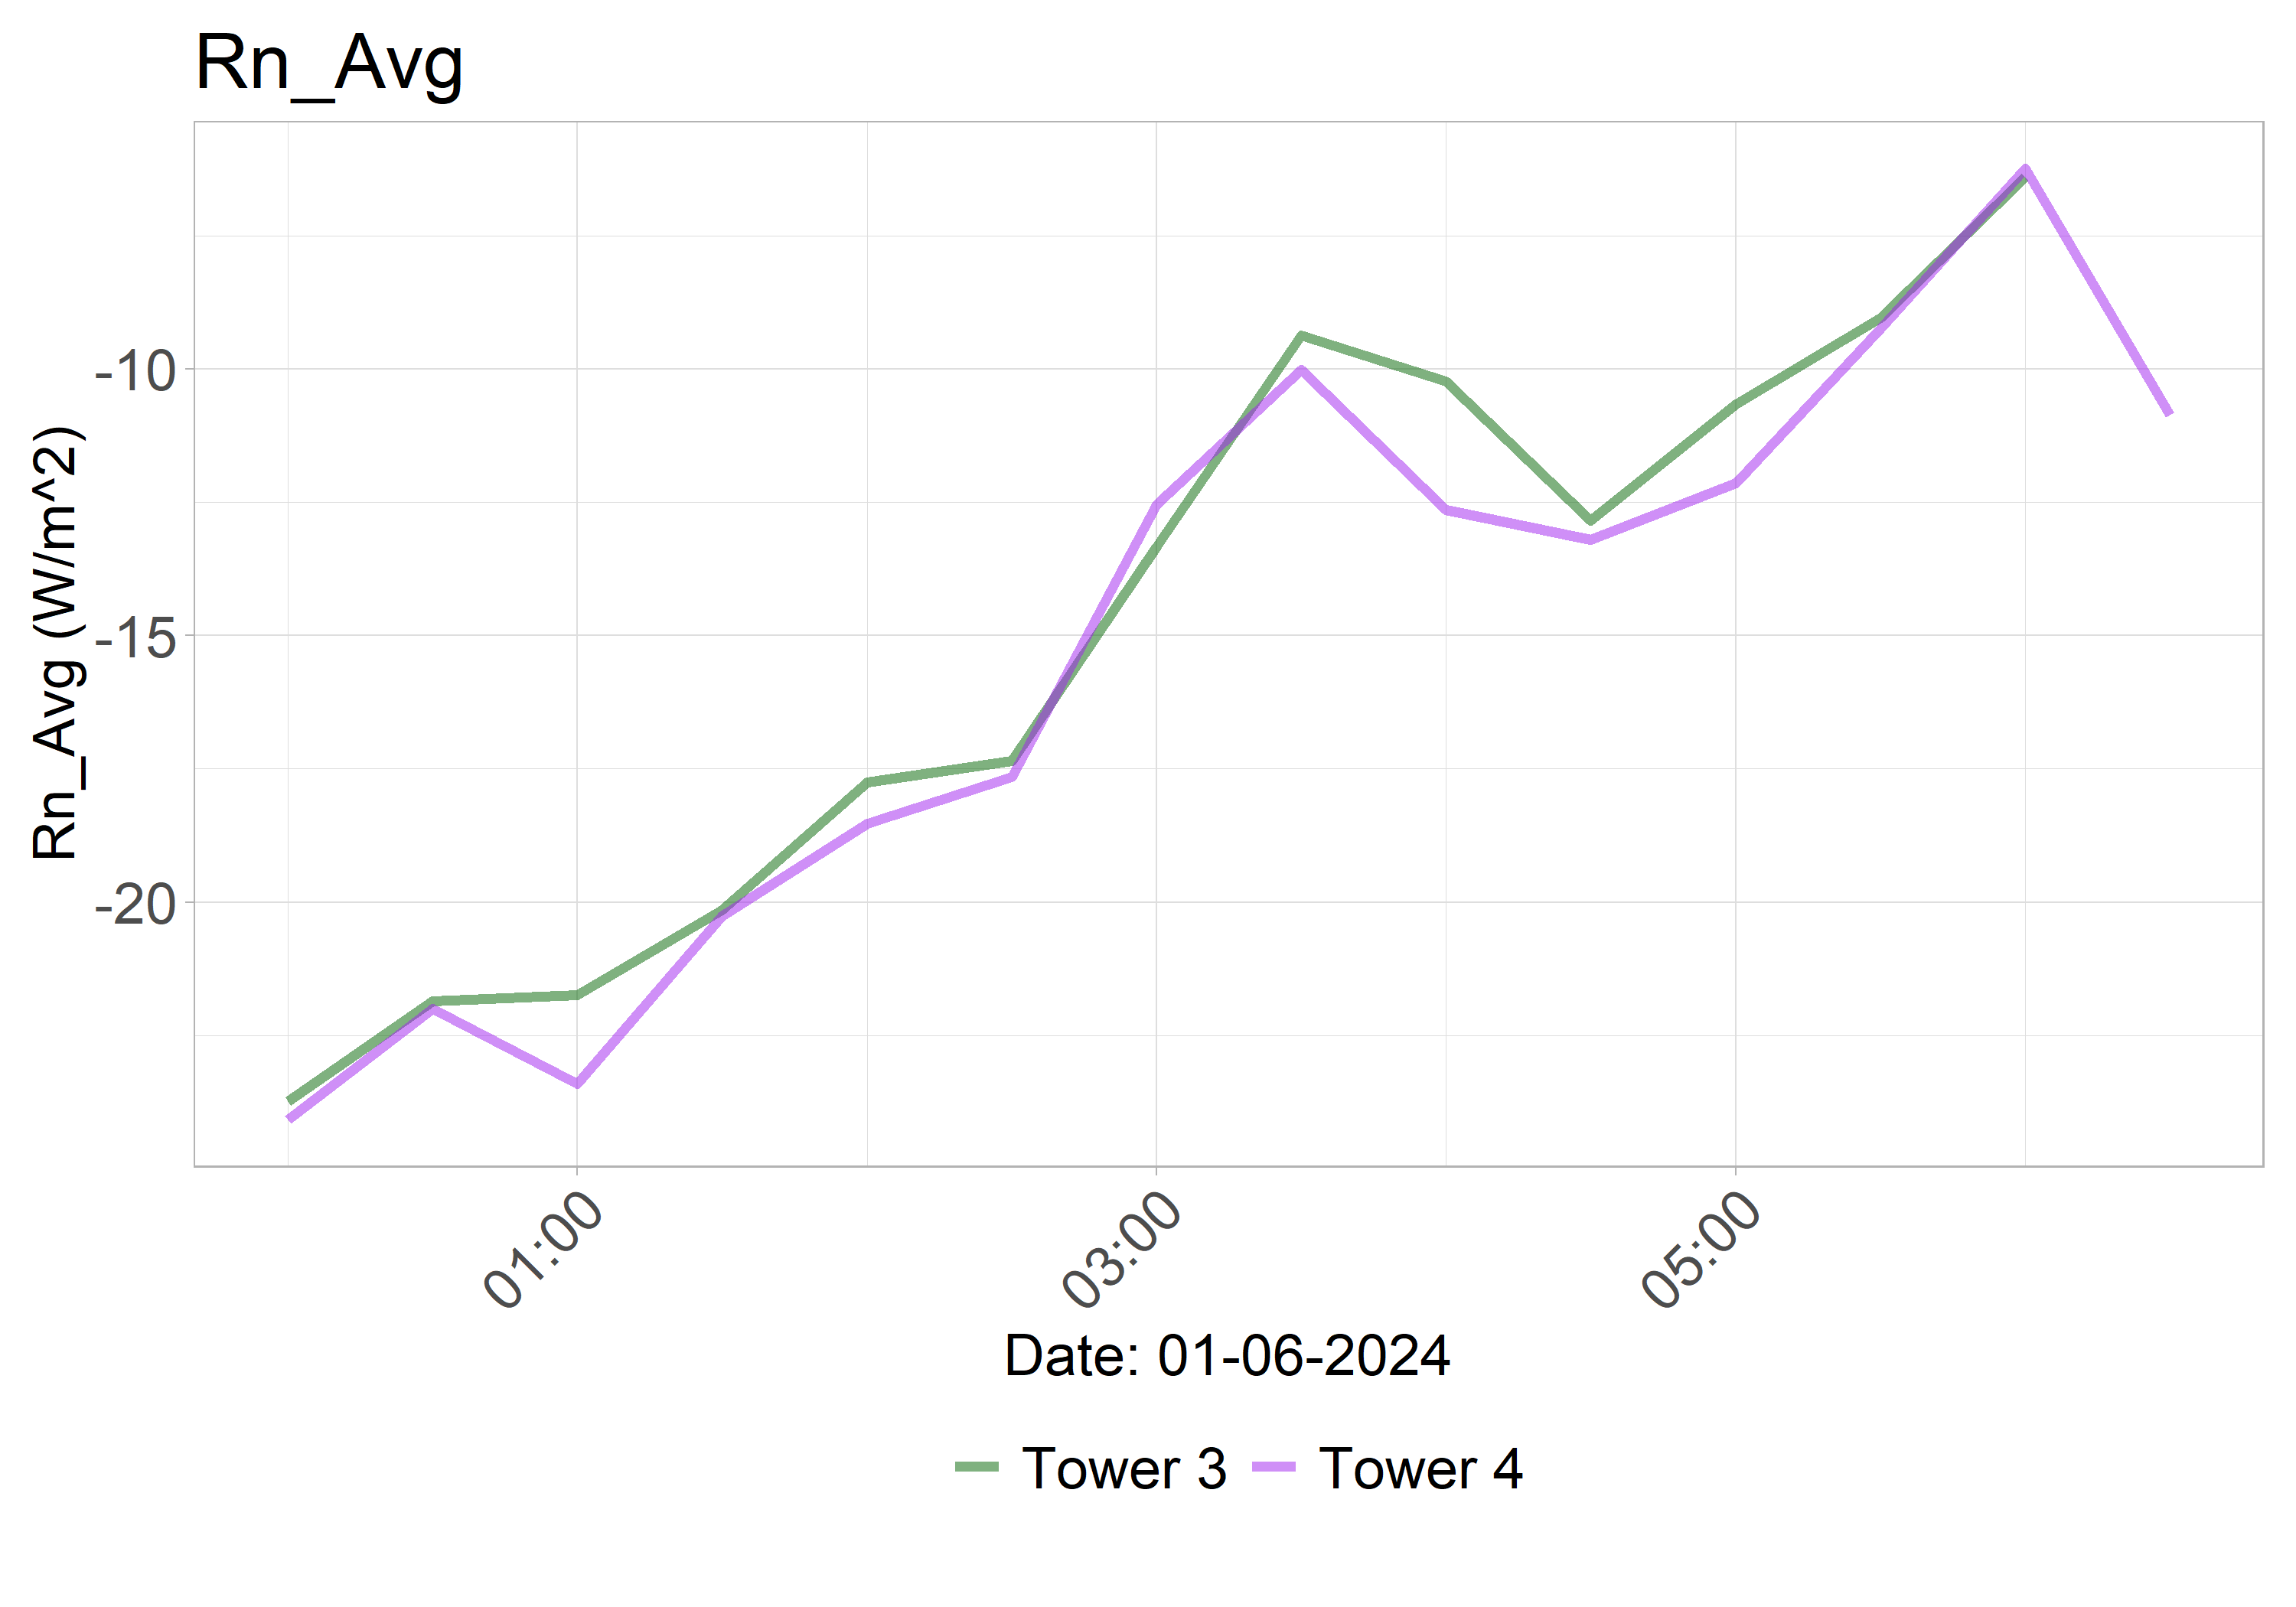 Rn_Avg
Rn_Avg (W/m^2)
-10
-15
-20
01:00
03:00
05:00
Date: 01-06-2024
Tower 3
Tower 4